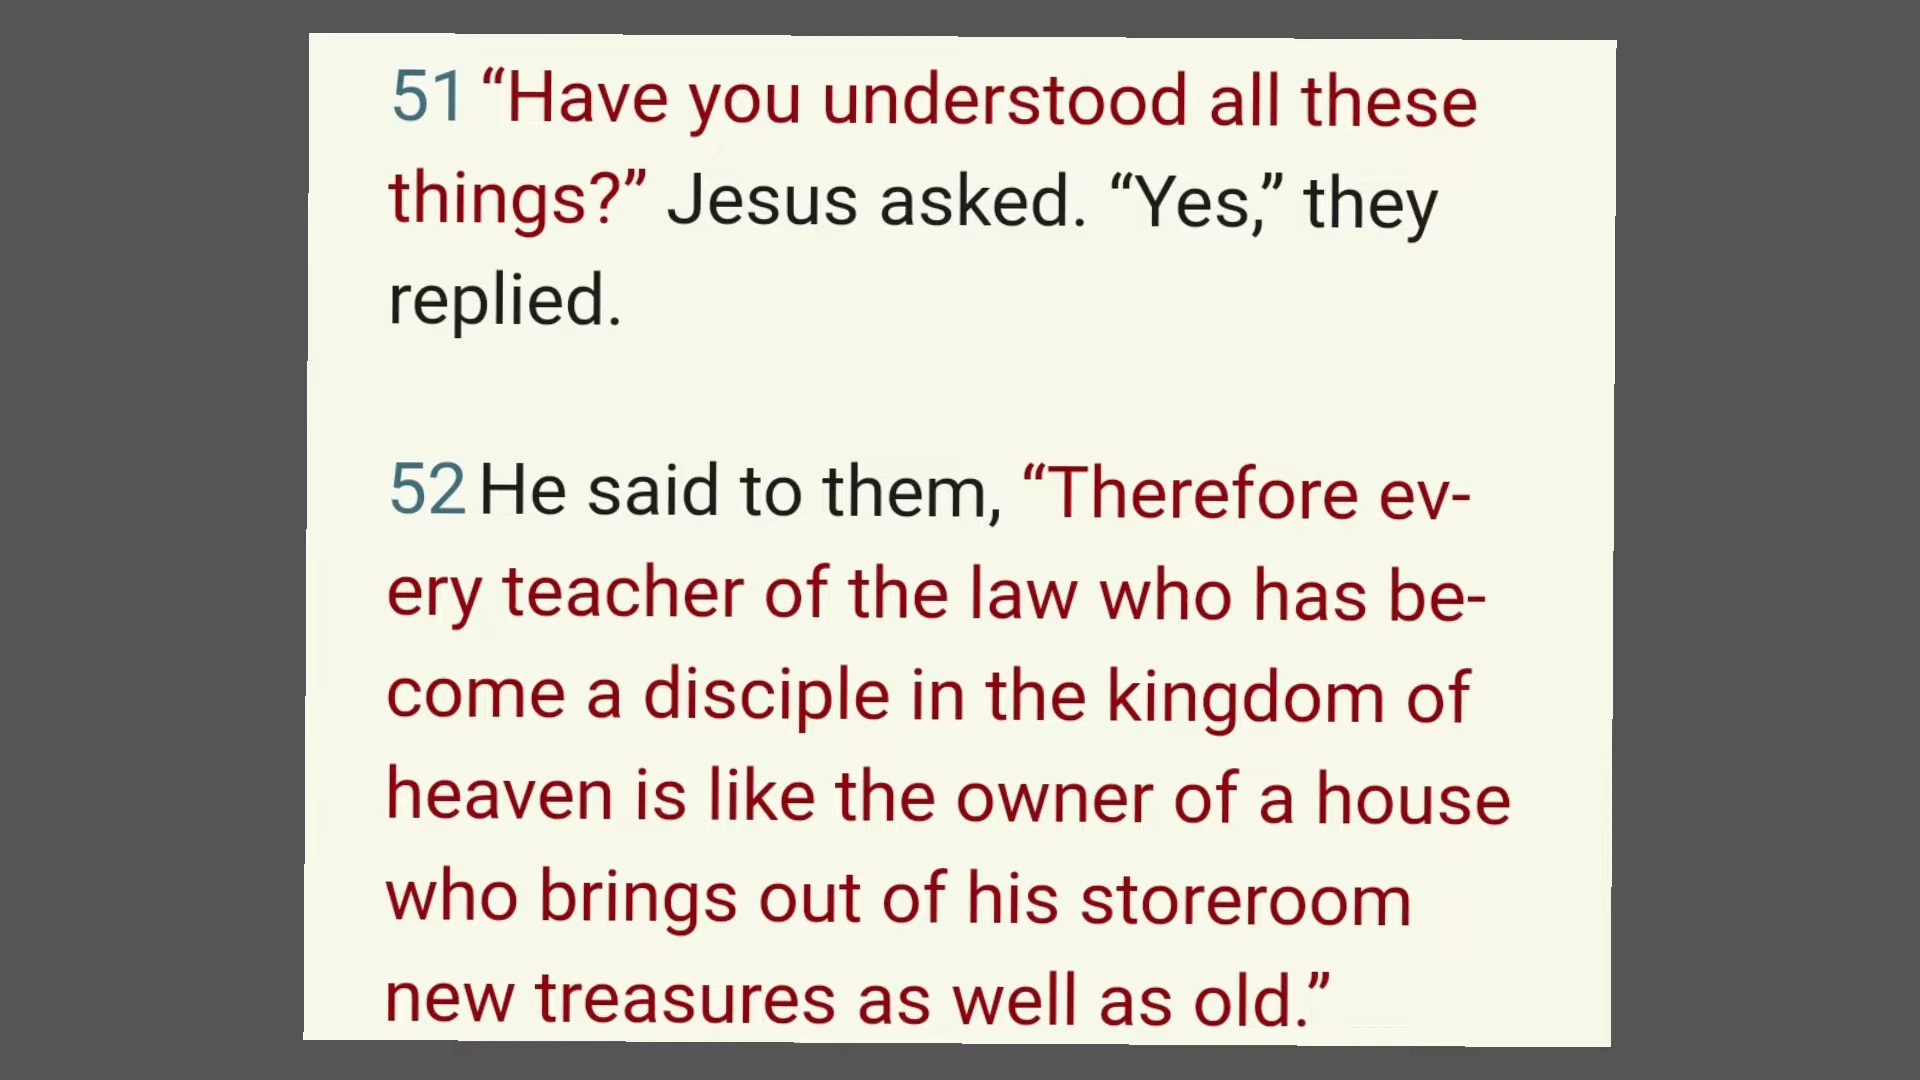 51 “Have you understood all these
things?” Jesus asked. “Yes,” they
replied.
52 He said to them, “Therefore ev-
ery teacher of the law who has be-
come a disciple in the kingdom of
heaven is like the owner of a house
who brings out of his storeroom
new treasures as well as old.”